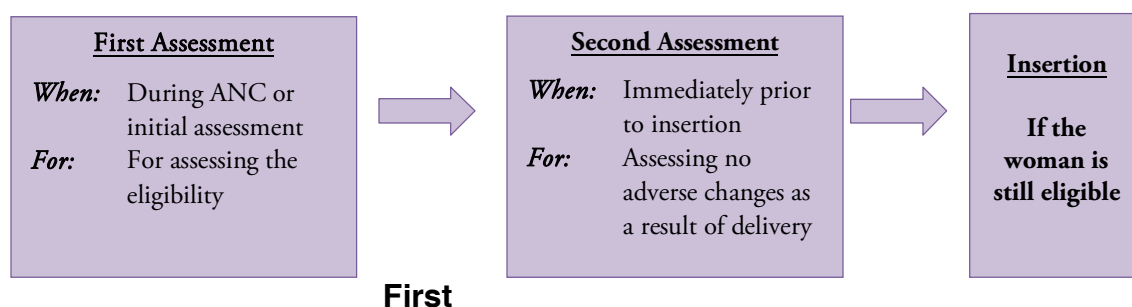 First Assessment
When: During ANC or
initial assessment
For: For assessing the
eligibility
Second Assessment
When: Immediately prior
to insertion
For: Assessing no
adverse changes as
a result of delivery
Insertion
If the
woman is
still eligible
First